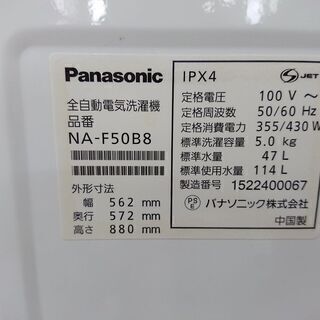 Panasonic
全自動電気洗濯機
品番
NA-F50B8
外形寸法
幅 562 mm
奥行 572 mm
高さ 880 mm
IPX4
S JET
定格電圧 100 V ～
定格周波数 50/60 Hz
定格消費電力 355/430 W
標準洗濯容量 5.0 kg
標準水量 47 L
標準使用水量 114 L
製造番号 1522400067
PS E パナソニック株式会社
中国製